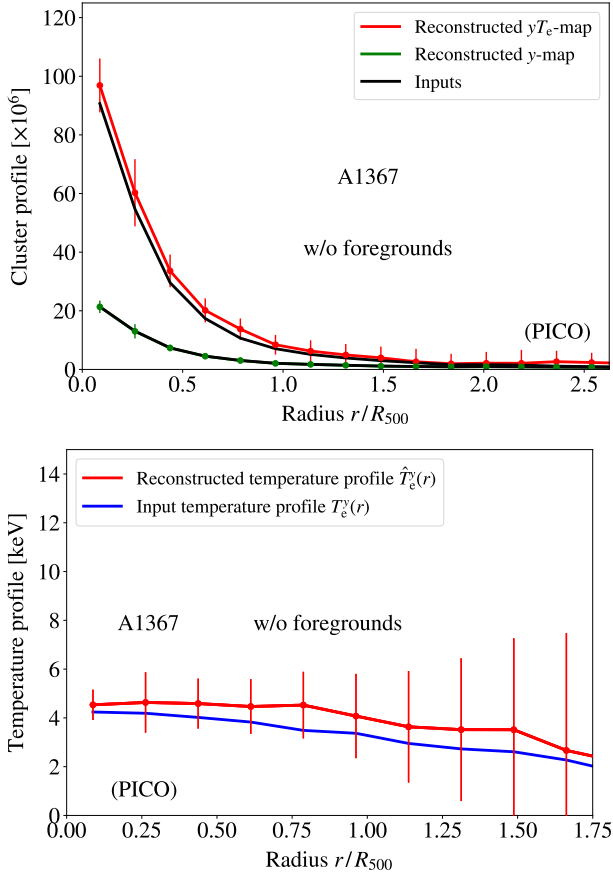 Cluster profile [×10⁶]
120
100
80
60
40
20
0
Reconstructed yTₑ-map
Reconstructed y-map
Inputs
A1367
w/o foregrounds
(PICO)
0.0 0.5 1.0 1.5 2.0 2.5
Radius r/R₅₀₀
Temperature profile [keV]
14
12
10
8
6
4
2
0
Reconstructed temperature profile T̂ₑʸ(r)
Input temperature profile Tₑʸ(r)
A1367 w/o foregrounds
(PICO)
0.00 0.25 0.50 0.75 1.00 1.25 1.50 1.75
Radius r/R₅₀₀